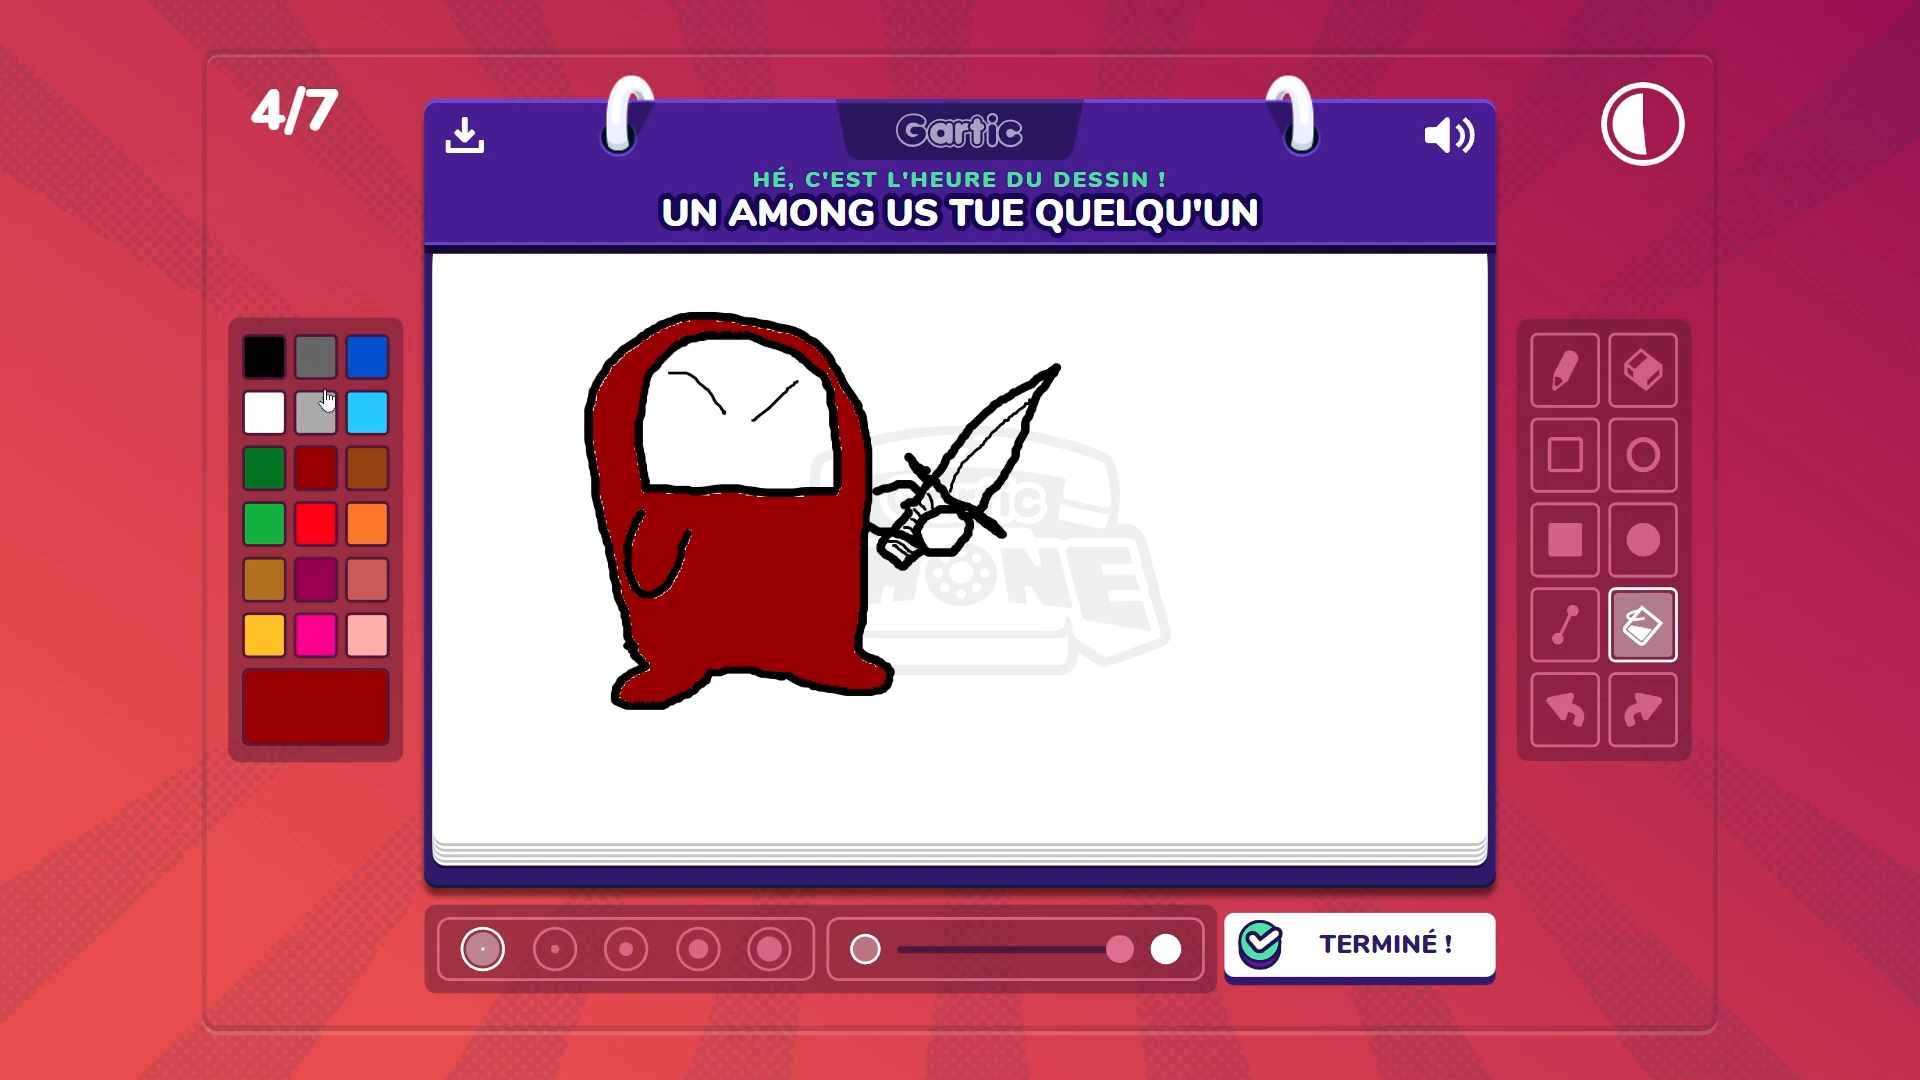 4/7
Gartic
HÉ, C'EST L'HEURE DU DESSIN !
UN AMONG US TUE QUELQU'UN
TERMINÉ !